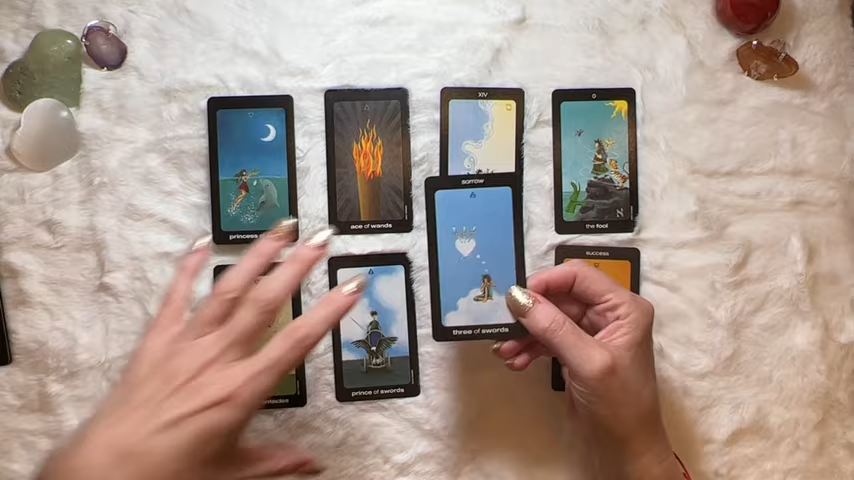 XIV
0
princess
ace of wands
sorrow
the fool
three of swords
success
prince of swords